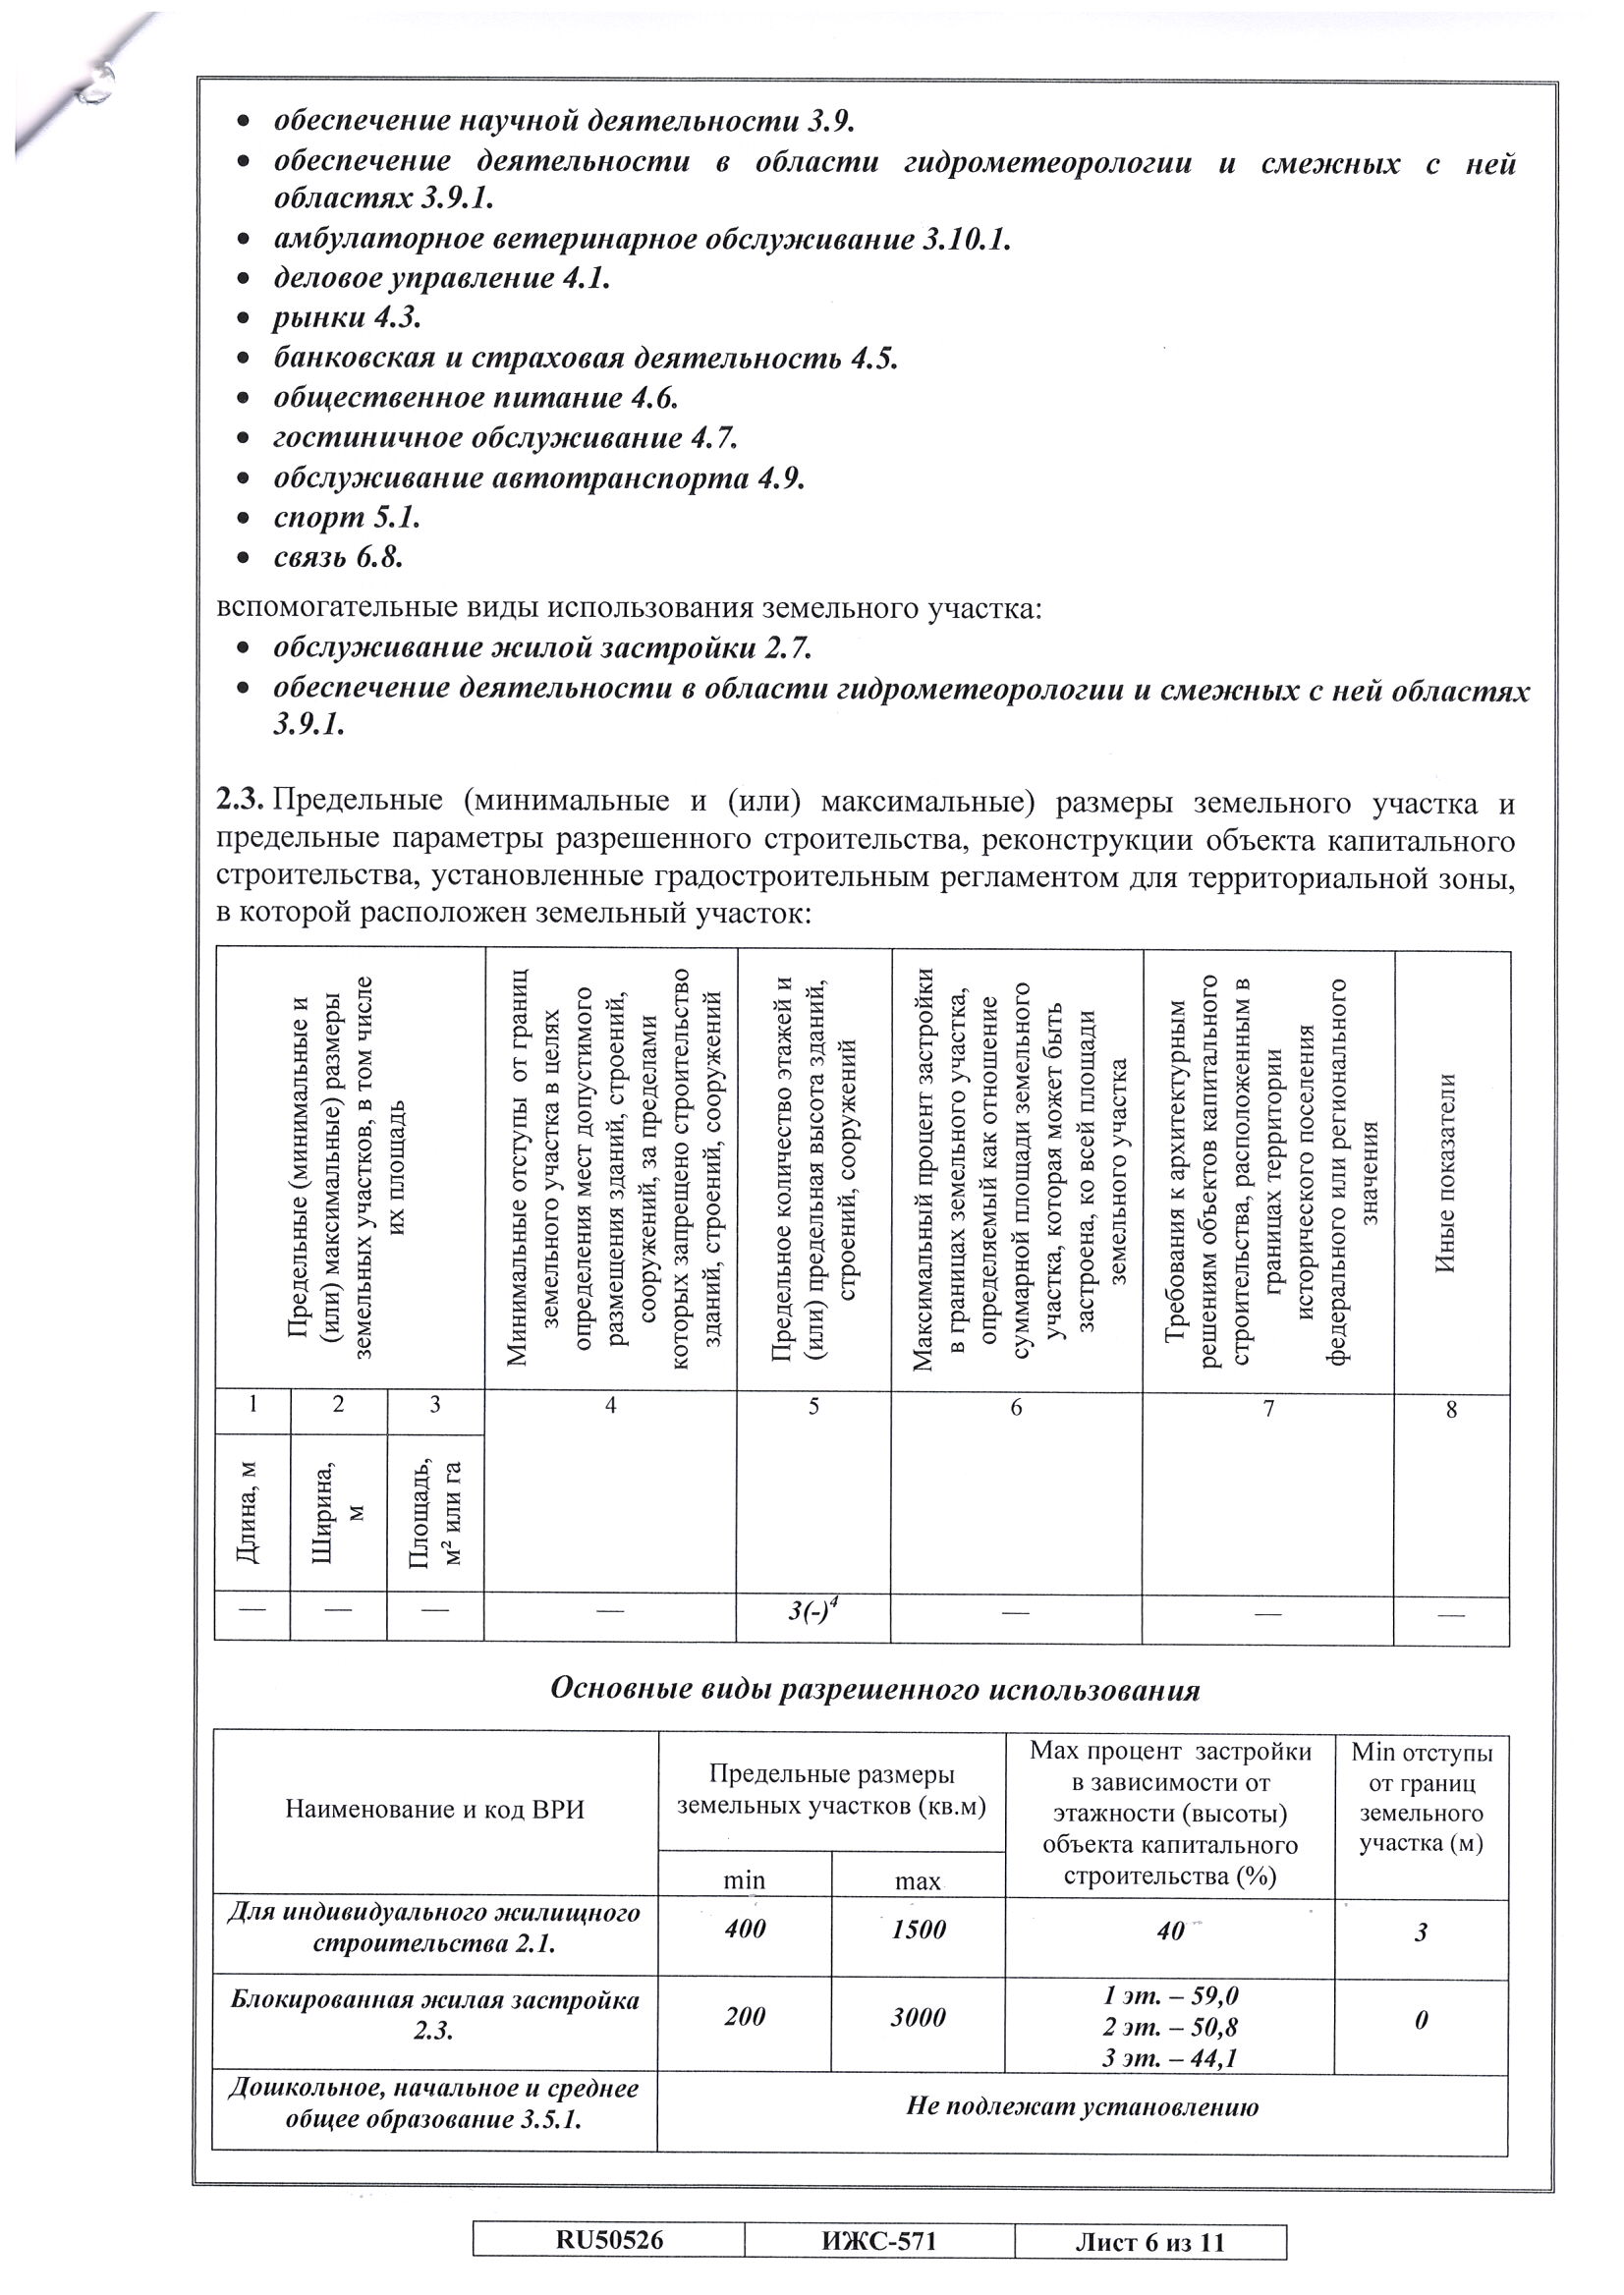 • обеспечение научной деятельности 3.9.
• обеспечение деятельности в области гидрометеорологии и смежных с ней
областях 3.9.1.
• амбулаторное ветеринарное обслуживание 3.10.1.
• деловое управление 4.1.
• рынки 4.3.
• банковская и страховая деятельность 4.5.
• общественное питание 4.6.
• гостиничное обслуживание 4.7.
• обслуживание автотранспорта 4.9.
• спорт 5.1.
• связь 6.8.
вспомогательные виды использования земельного участка:
• обслуживание жилой застройки 2.7.
• обеспечение деятельности в области гидрометеорологии и смежных с ней областях
3.9.1.
2.3. Предельные (минимальные и (или) максимальные) размеры земельного участка и
предельные параметры разрешенного строительства, реконструкции объекта капитального
строительства, установленные градостроительным регламентом для территориальной зоны,
в которой расположен земельный участок:
Предельные (минимальные и
(или) максимальные) размеры
земельных участков, в том числе
их площадь
Минимальные отступы от границ
земельного участка в целях
определения мест допустимого
размещения зданий, строений,
сооружений, за пределами
которых запрещено строительство
зданий, строений, сооружений
Предельное количество этажей и
(или) предельная высота зданий,
строений, сооружений
Максимальный процент застройки
в границах земельного участка,
определяемый как отношение
суммарной площади земельного
участка, которая может быть
застроена, ко всей площади
земельного участка
Требования к архитектурным
решениям объектов капитального
строительства, расположенным в
границах территории
исторического поселения
федерального или регионального
значения
Иные показатели
1 2 3 4 5 6 7 8
Длина, м
Ширина,
м
Площадь,
м² или га
— — — — 3(-)⁴ — — —
Основные виды разрешенного использования
Наименование и код ВРИ
Предельные размеры
земельных участков (кв.м)
min max
Max процент застройки
в зависимости от
этажности (высоты)
объекта капитального
строительства (%)
Min отступы
от границ
земельного
участка (м)
Для индивидуального жилищного
строительства 2.1.
400 1500 40 3
Блокированная жилая застройка
2.3.
200 3000
1 эт. – 59,0
2 эт. – 50,8
3 эт. – 44,1
0
Дошкольное, начальное и среднее
общее образование 3.5.1.
Не подлежат установлению
RU50526 ИЖС-571 Лист 6 из 11